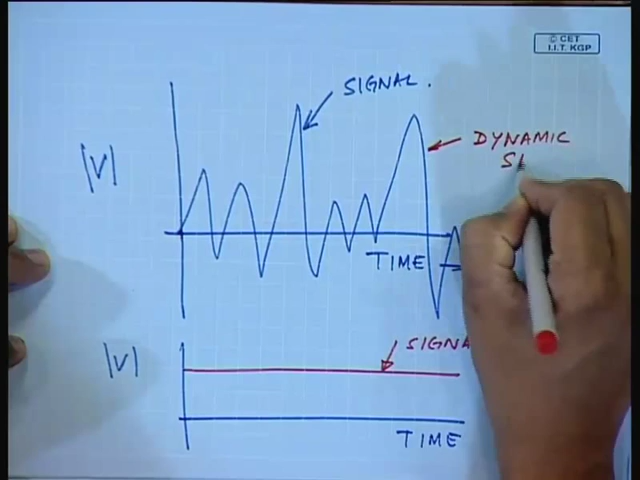 © CET
I.I.T. KGP
SIGNAL.
|V|
DYNAMIC
TIME
|V|
TIME